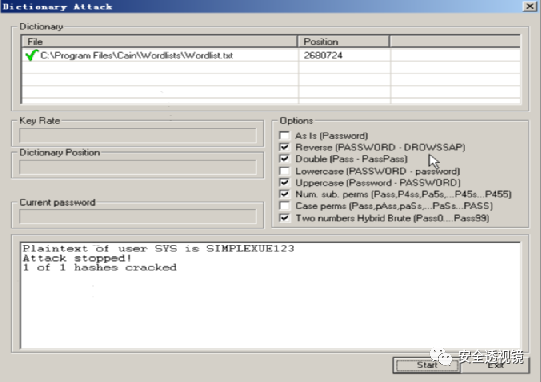 Dictionary Attack
Dictionary
File Position
C:\Program Files\Cain\Wordlists\Wordlist.txt 2680724
Key Rate
Dictionary Position
Current password
Options
As Is (Password)
Reverse (PASSWORD - DROWSSAP)
Double (Pass - PassPass)
Lowercase (PASSWORD - password)
Uppercase (Password - PASSWORD)
Num. sub. perms (Pass,P4ss,Pa5s,...P45s...P455)
Case perms (Pass,pAss,paSs,...PaSs...PASS)
Two numbers Hybrid Brute (Pass0....Pass99)
Plaintext of user SYS is SIMPLEXUE123
Attack stopped!
1 of 1 hashes cracked
Start Exit
安全透视镜